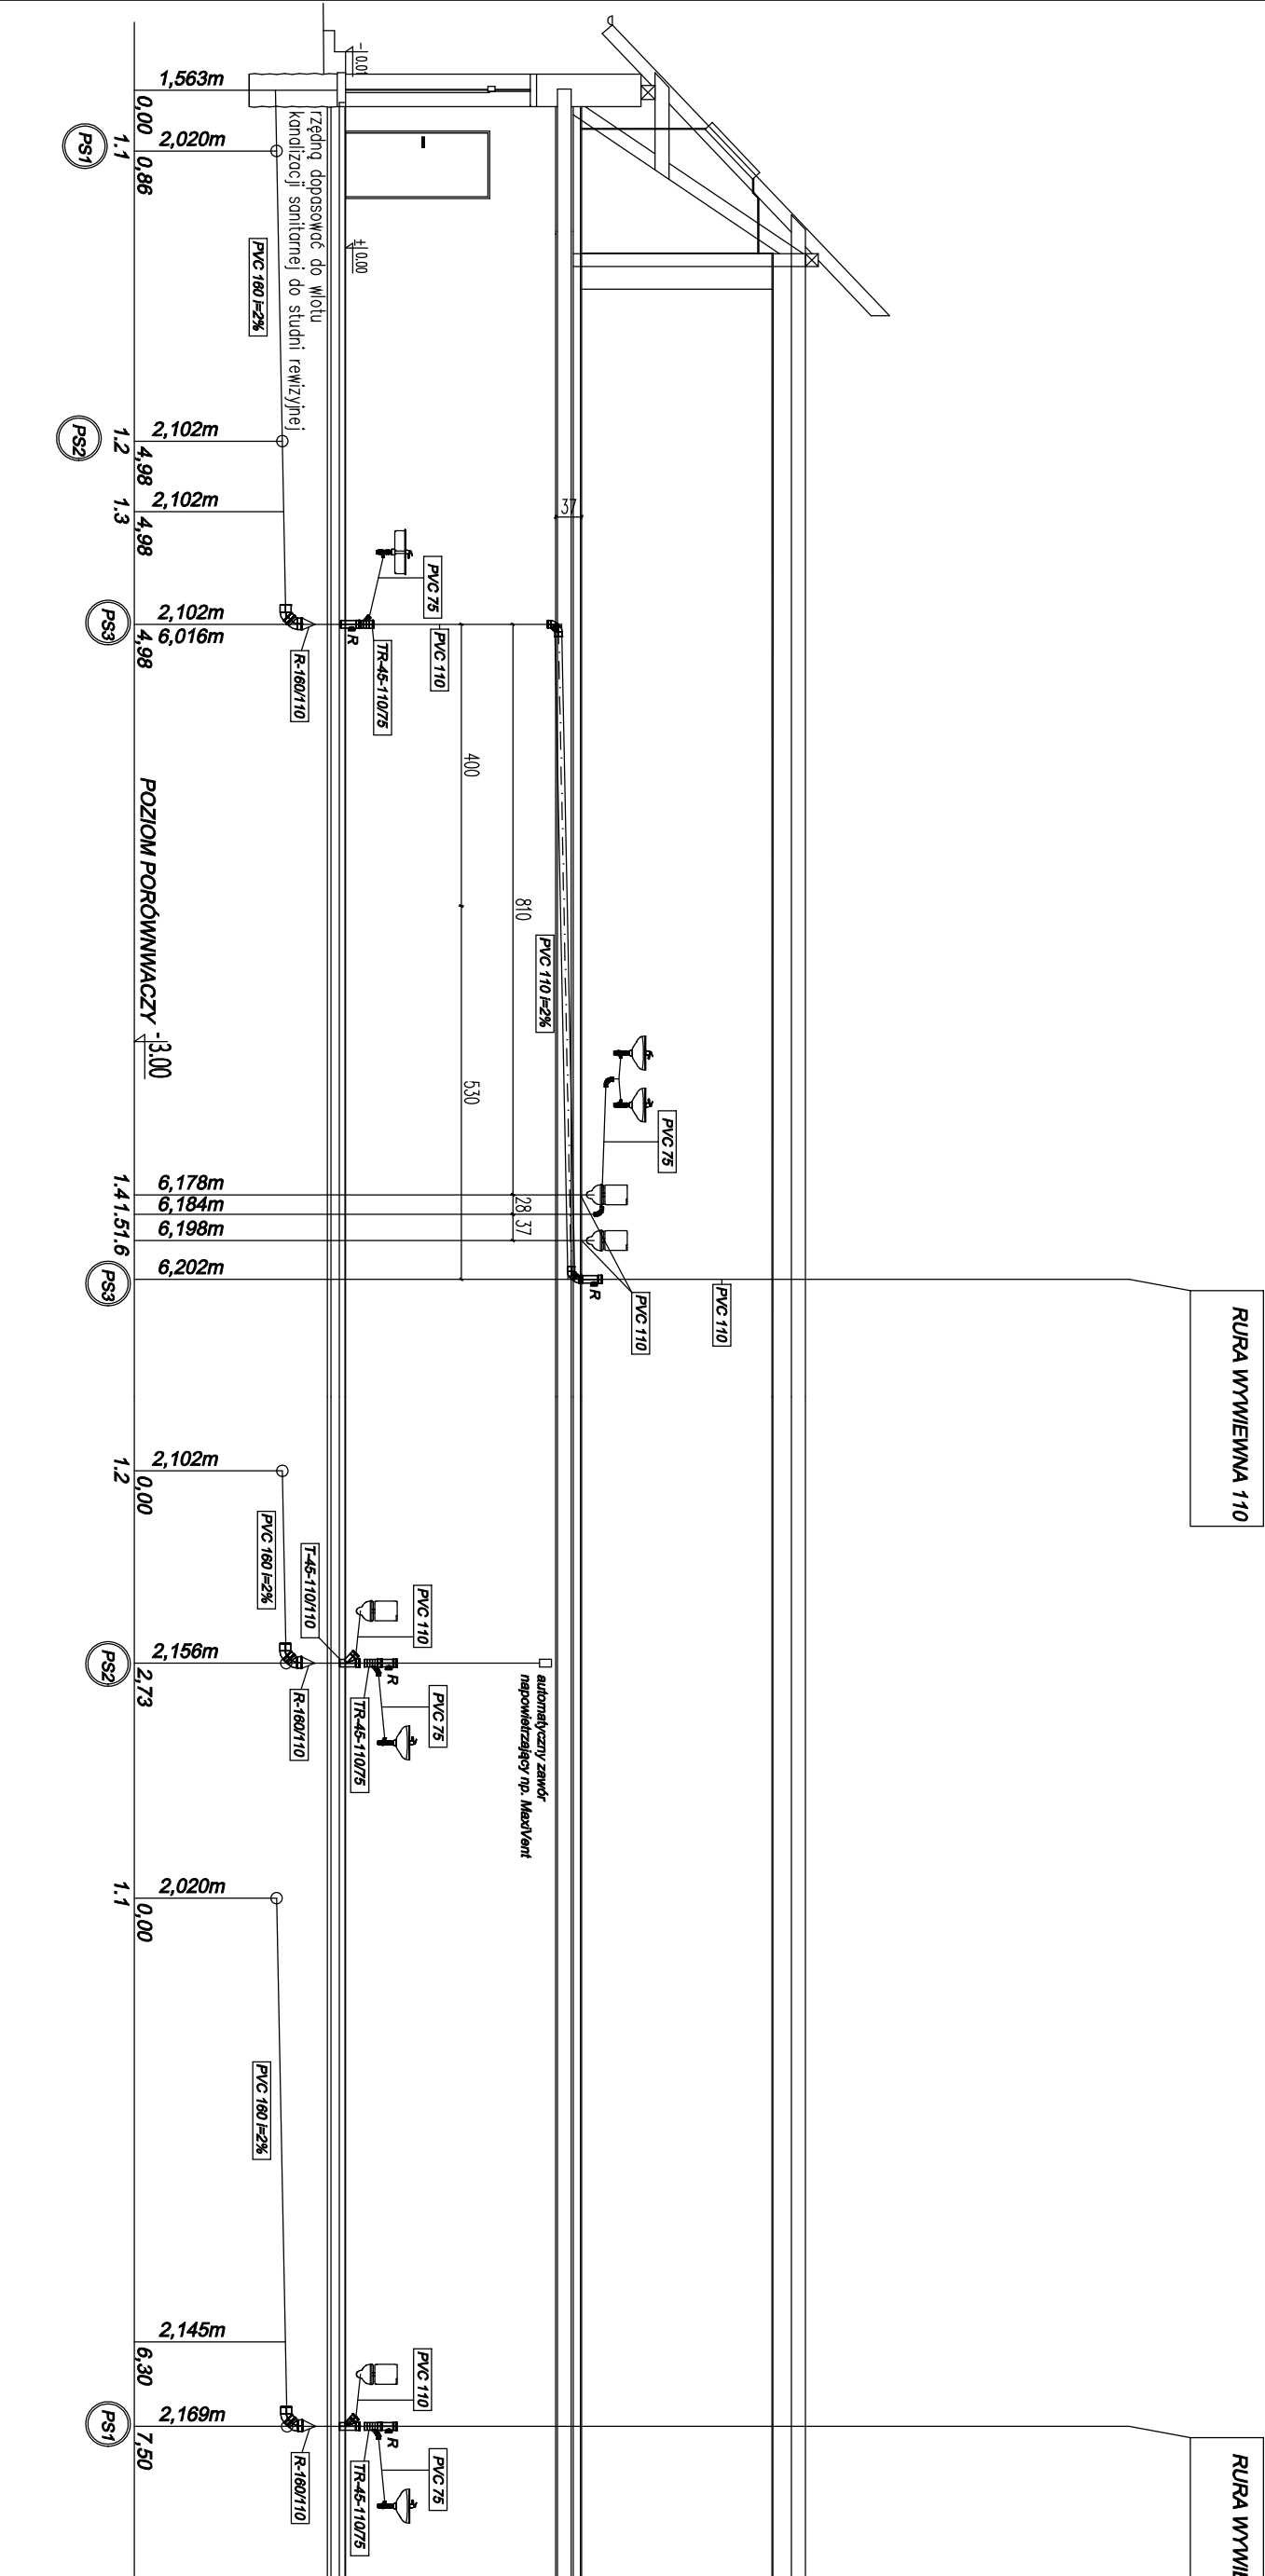 1,563m
0,00
2,020m
1.1
0,86
PS1
-0.01
rzędną dopasować do wlotu
kanalizacji sanitarnej do studni rewizyjnej
±0.00
PVC 160 i=2%
2,102m
1.2
4,98
PS2
2,102m
1.3
4,98
37
PVC 75
2,102m
6,016m
4,98
PS3
R
R-160/110
TR-45-110/75
PVC 110
400
810
530
PVC 110 i=2%
POZIOM PORÓWNWACZY
-3.00
PVC 75
6,178m
1.4
6,184m
1.5
6,198m
1.6
28
37
6,202m
PS3
R
PVC 110
PVC 110
RURA WYWIEWNA 110
2,102m
1.2
0,00
PVC 160 i=2%
T-45-110/110
PVC 110
2,156m
2,73
PS2
R
R-160/110
TR-45-110/75
PVC 75
automatyczny zawór
napowietrzający np. MaxiVent
2,020m
1.1
0,00
PVC 160 i=2%
2,145m
6,30
PVC 110
2,169m
7,50
PS1
R
R-160/110
TR-45-110/75
PVC 75